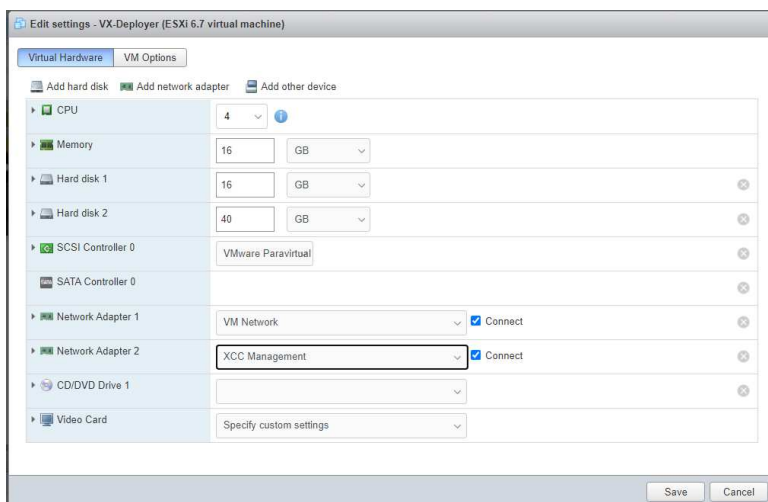 Edit settings - VX-Deployer (ESXi 6.7 virtual machine)
Virtual Hardware VM Options
Add hard disk Add network adapter Add other device
CPU 4
Memory 16 GB
Hard disk 1 16 GB
Hard disk 2 40 GB
SCSI Controller 0 VMware Paravirtual
SATA Controller 0
Network Adapter 1 VM Network Connect
Network Adapter 2 XCC Management Connect
CD/DVD Drive 1
Video Card Specify custom settings
Save Cancel